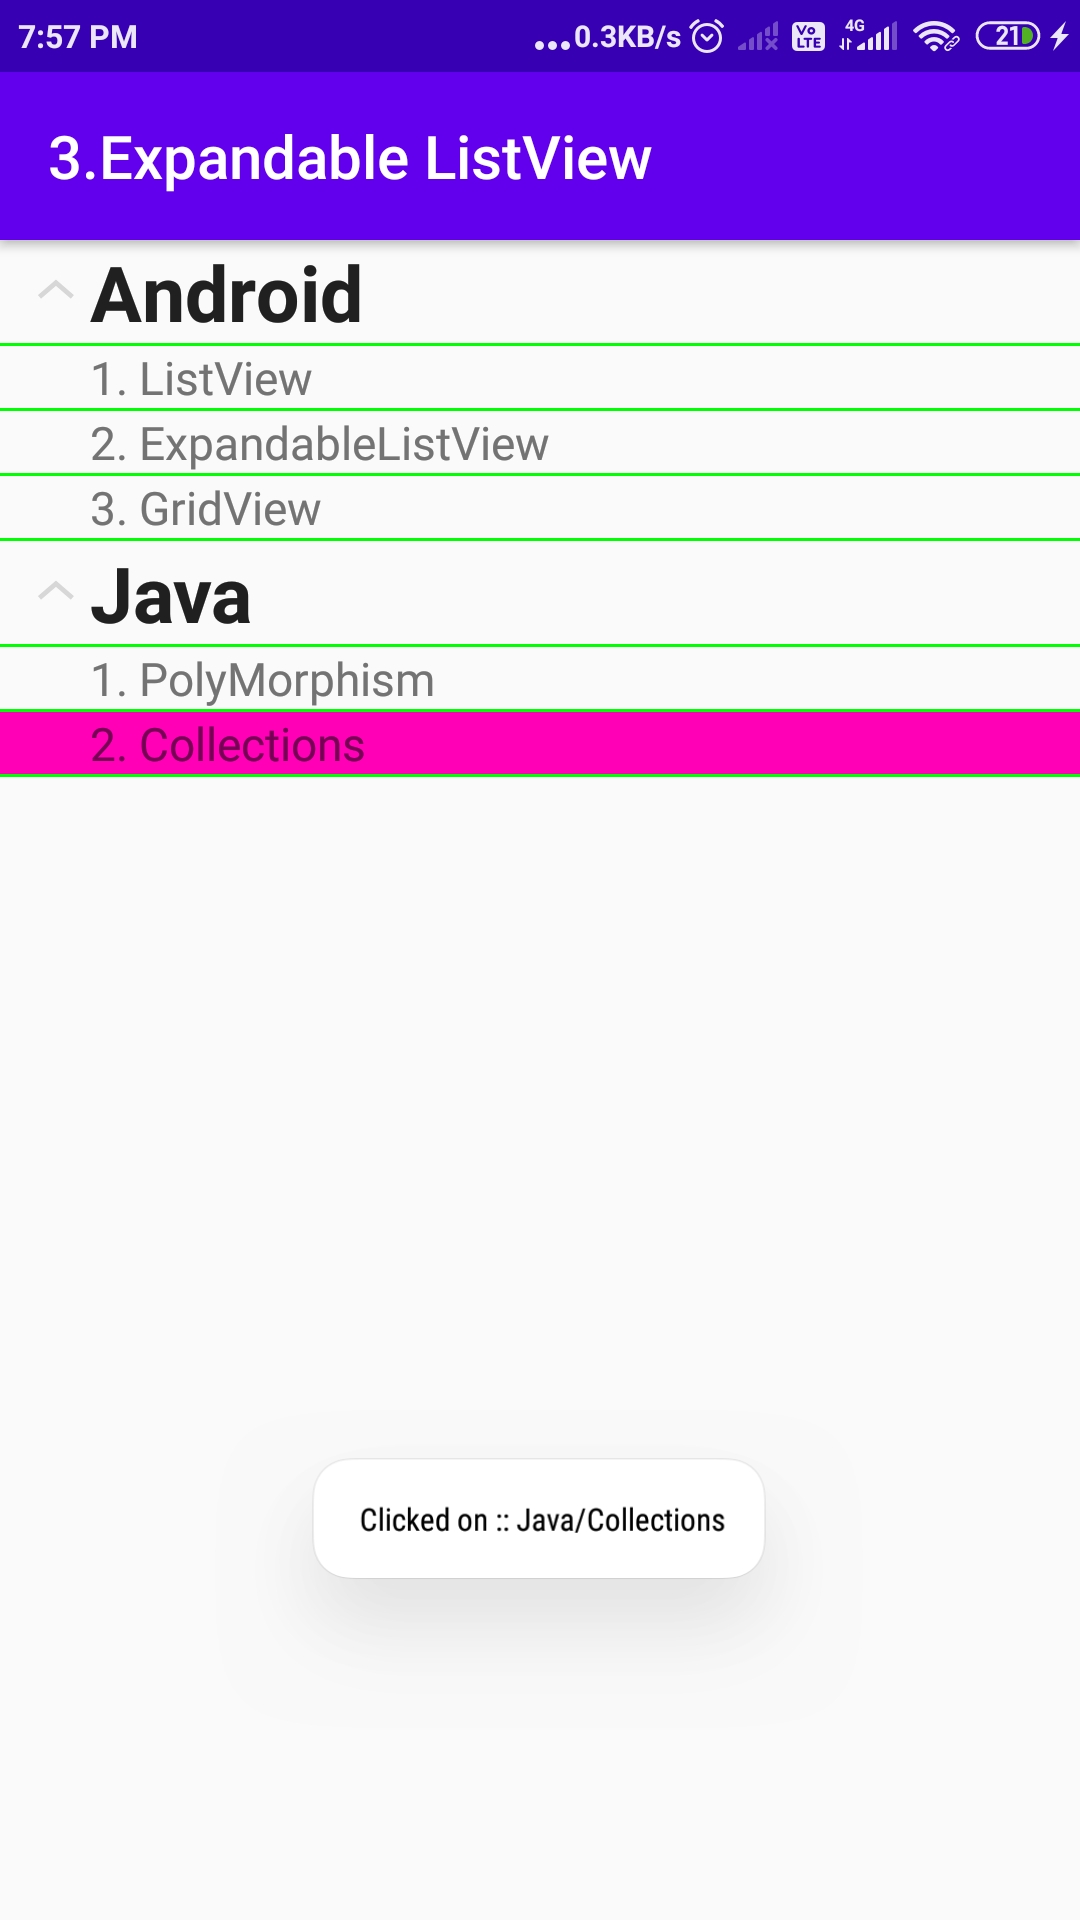 7:57 PM
...0.3KB/s Vo LTE 4G 21
3.Expandable ListView
Android
1. ListView
2. ExpandableListView
3. GridView
Java
1. PolyMorphism
2. Collections
Clicked on :: Java/Collections